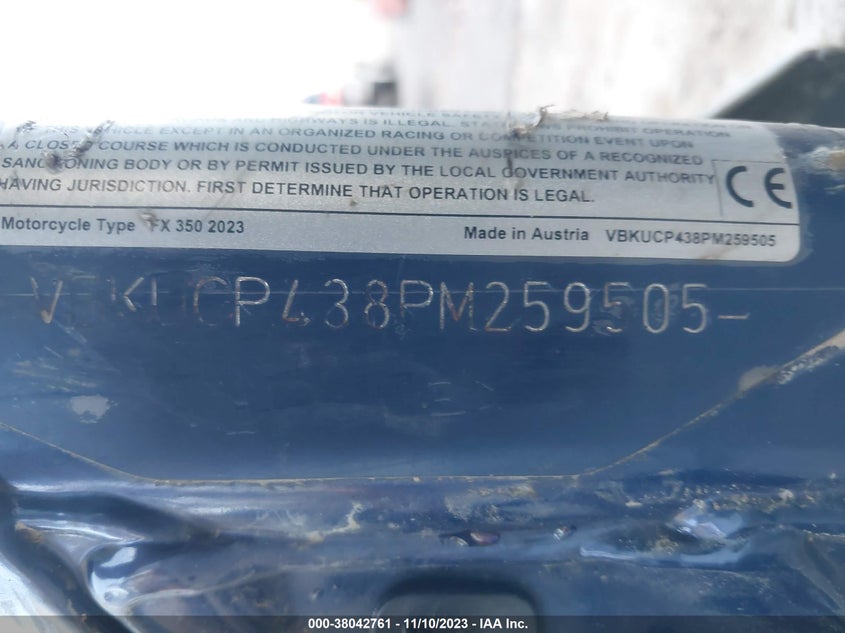 VEHICLE EXCEPT IN AN ORGANIZED RACING OR COMPETITION EVENT UPON
A CLOSED COURSE WHICH IS CONDUCTED UNDER THE AUSPICES OF A RECOGNIZED
SANCTIONING BODY OR BY PERMIT ISSUED BY THE LOCAL GOVERNMENT AUTHORITY
HAVING JURISDICTION. FIRST DETERMINE THAT OPERATION IS LEGAL.
CE
Motorcycle Type FX 350 2023 Made in Austria VBKUCP438PM259505
VBKUCP438PM259505-
000-38042761 - 11/10/2023 - IAA Inc.